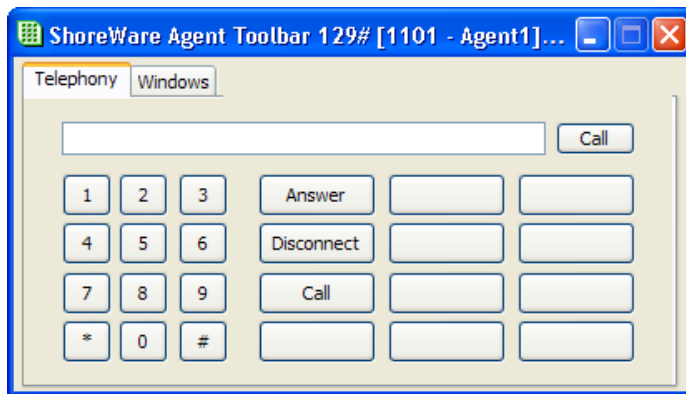 ShoreWare Agent Toolbar 129# [1101 - Agent1]...
Telephony Windows
Call
1 2 3 Answer
4 5 6 Disconnect
7 8 9 Call
* 0 #